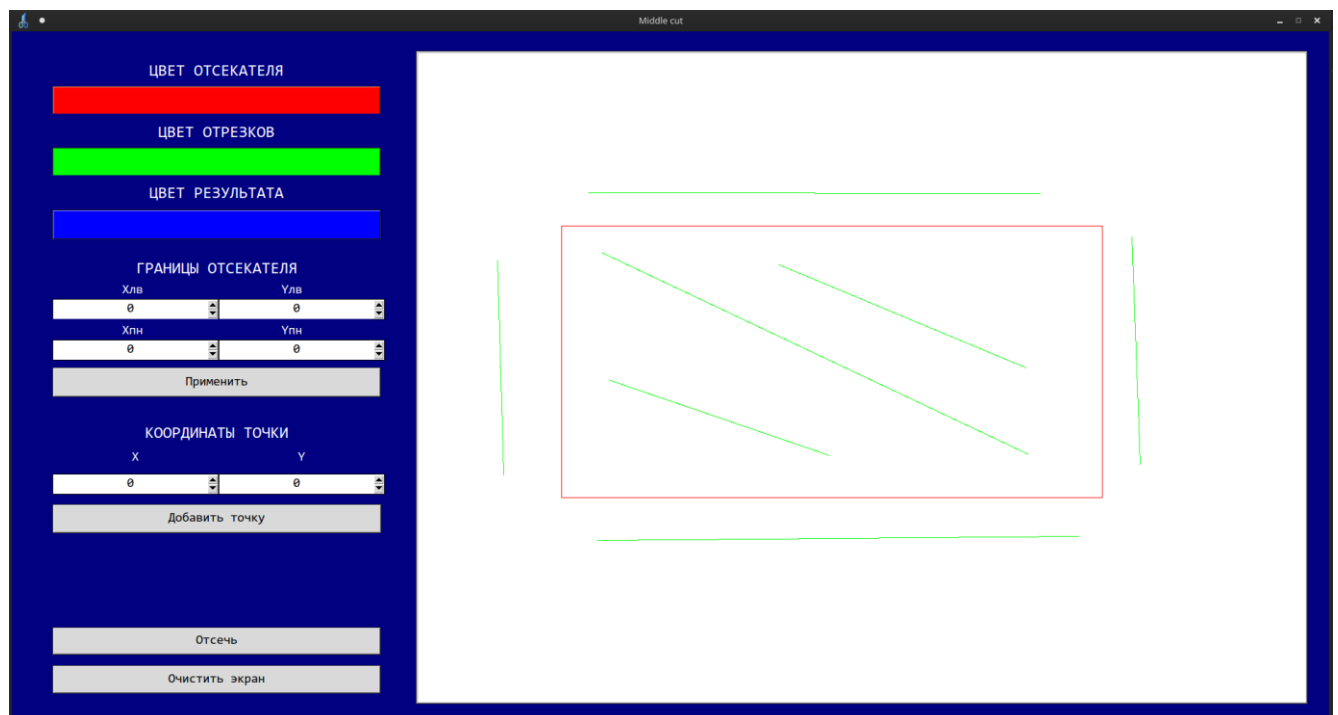 Middle cut
ЦВЕТ ОТСЕКАТЕЛЯ
ЦВЕТ ОТРЕЗКОВ
ЦВЕТ РЕЗУЛЬТАТА
ГРАНИЦЫ ОТСЕКАТЕЛЯ
Xлв Yлв
0 0
Xпн Yпн
0 0
Применить
КООРДИНАТЫ ТОЧКИ
X Y
0 0
Добавить точку
Отсечь
Очистить экран